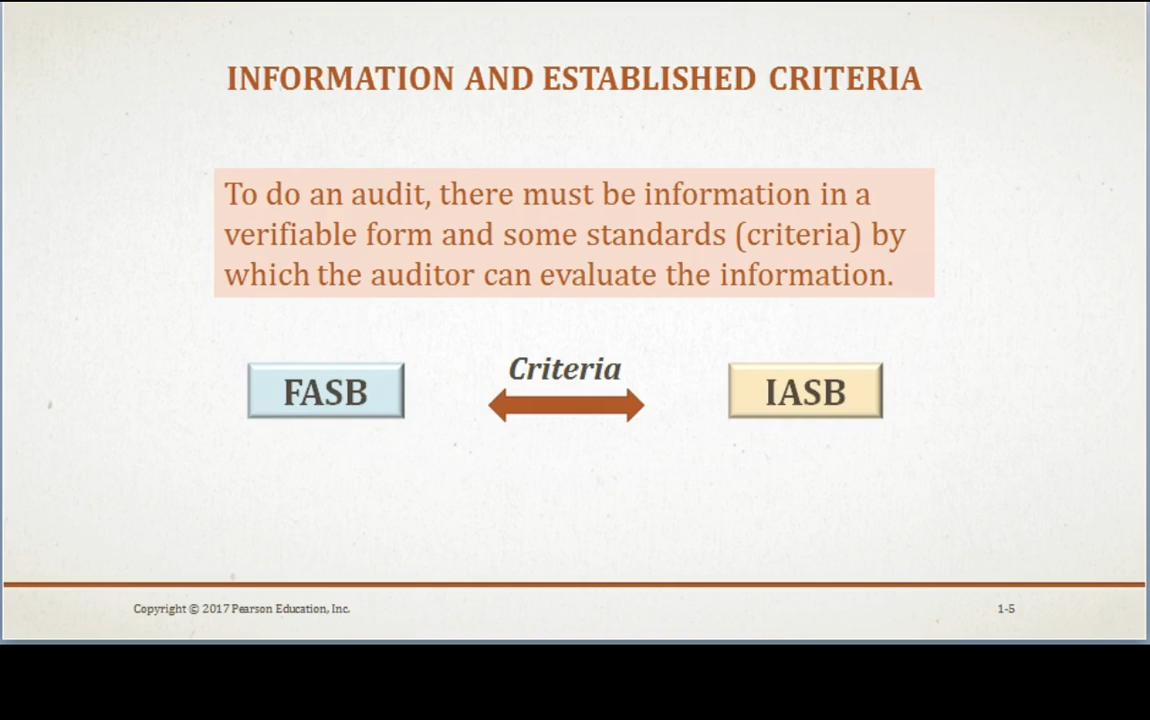 INFORMATION AND ESTABLISHED CRITERIA
To do an audit, there must be information in a
verifiable form and some standards (criteria) by
which the auditor can evaluate the information.
Criteria
FASB
IASB
Copyright © 2017 Pearson Education, Inc.
1-5